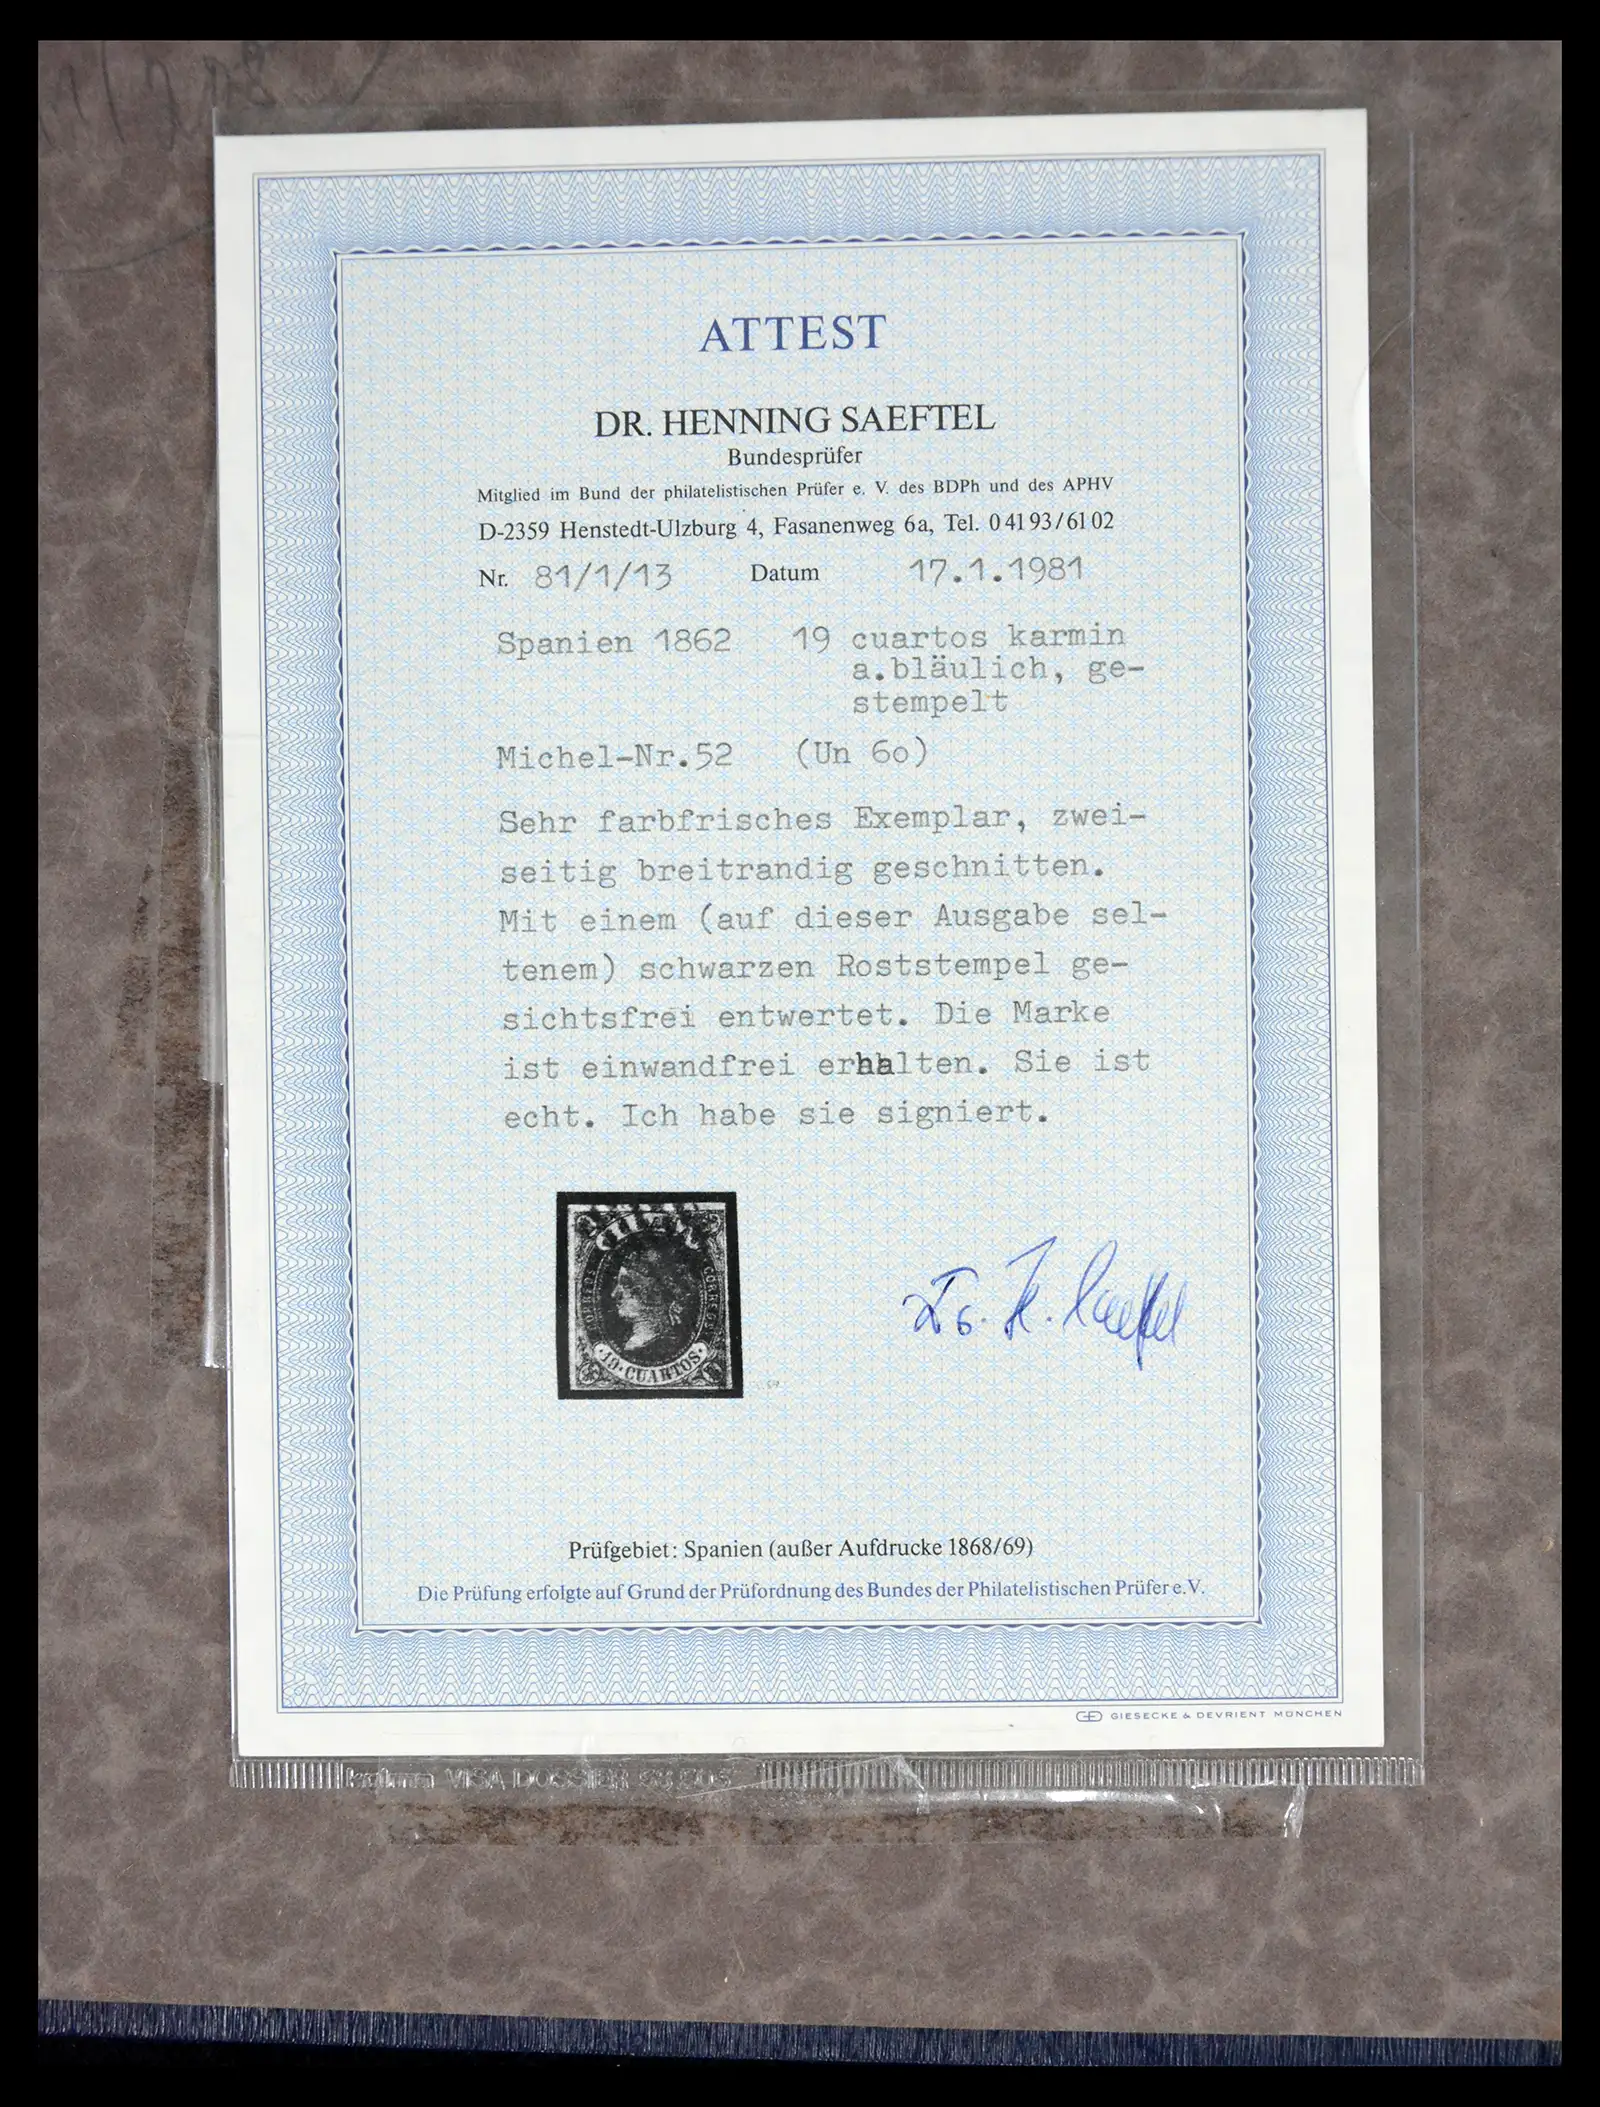 ATTEST
DR. HENNING SAEFTEL
Bundesprüfer
Mitglied im Bund der philatelistischen Prüfer e. V. des BDPh und des APHV
D-2359 Henstedt-Ulzburg 4, Fasanenweg 6a, Tel. 0 41 93 / 61 02
Nr. 81/1/13 Datum 17.1.1981
Spanien 1862 19 cuartos karmin
a.bläulich, ge-
stempelt
Michel-Nr.52 (Un 60)
Sehr farbfrisches Exemplar, zwei-
seitig breitrandig geschnitten.
Mit einem (auf dieser Ausgabe sel-
tenem) schwarzen Roststempel ge-
sichtsfrei entwertet. Die Marke
ist einwandfrei erhalten. Sie ist
echt. Ich habe sie signiert.
CORREOS
·19·CUARTOS·
Dr. H. Saeftel
Prüfgebiet: Spanien (außer Aufdrucke 1868/69)
Die Prüfung erfolgte auf Grund der Prüfordnung des Bundes der Philatelistischen Prüfer e.V.
GIESECKE & DEVRIENT MÜNCHEN
VISA DOSSIER